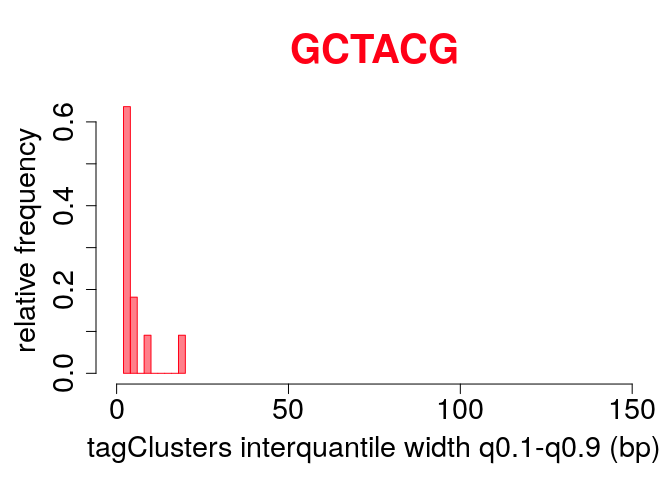 GCTACG
relative frequency
0.6
0.4
0.2
0.0
0 50 100 150
tagClusters interquantile width q0.1-q0.9 (bp)